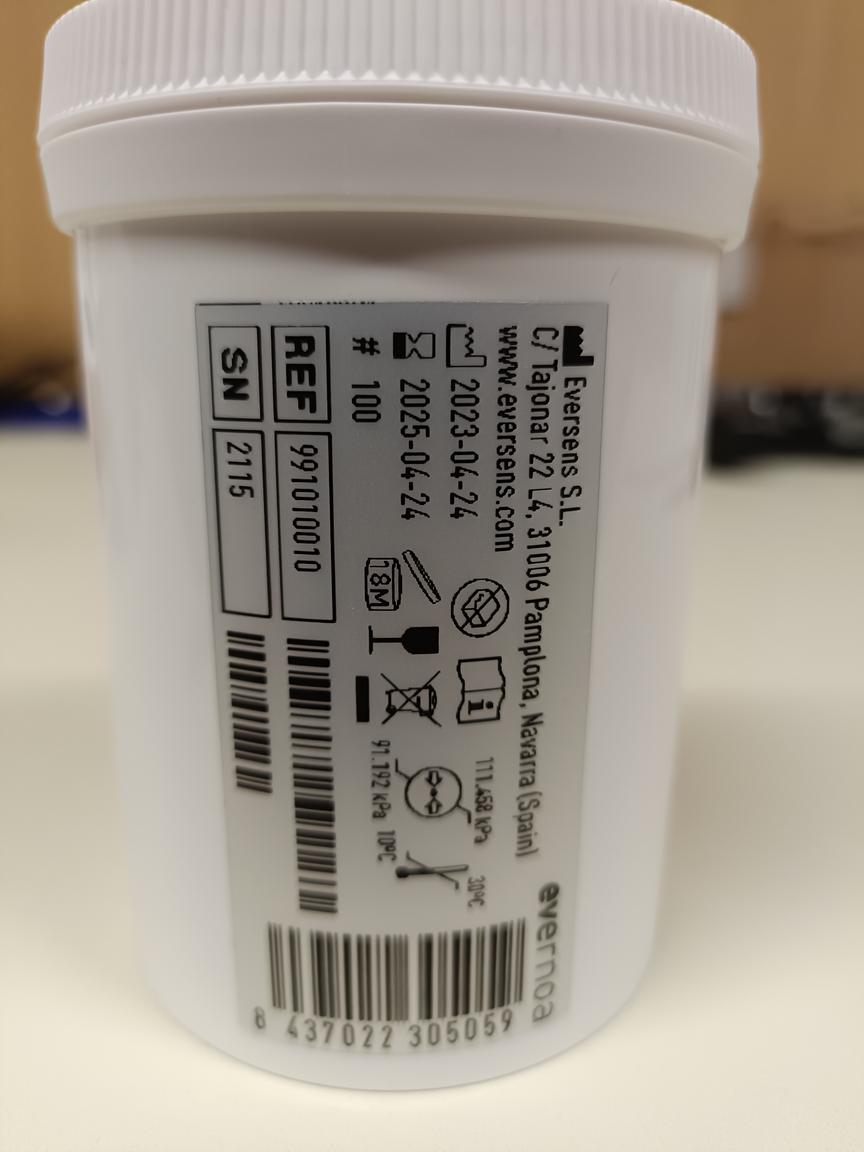 Eversens S.L.
C/ Tajonar 22 L4, 31006 Pamplona, Navarra (Spain)
www.eversens.com
2023-04-24
2025-04-24
# 100
18M
111.458 kPa
91.192 kPa
30ºC
10ºC
REF 991010010
SN 2115
evernoa
8 437022 305059